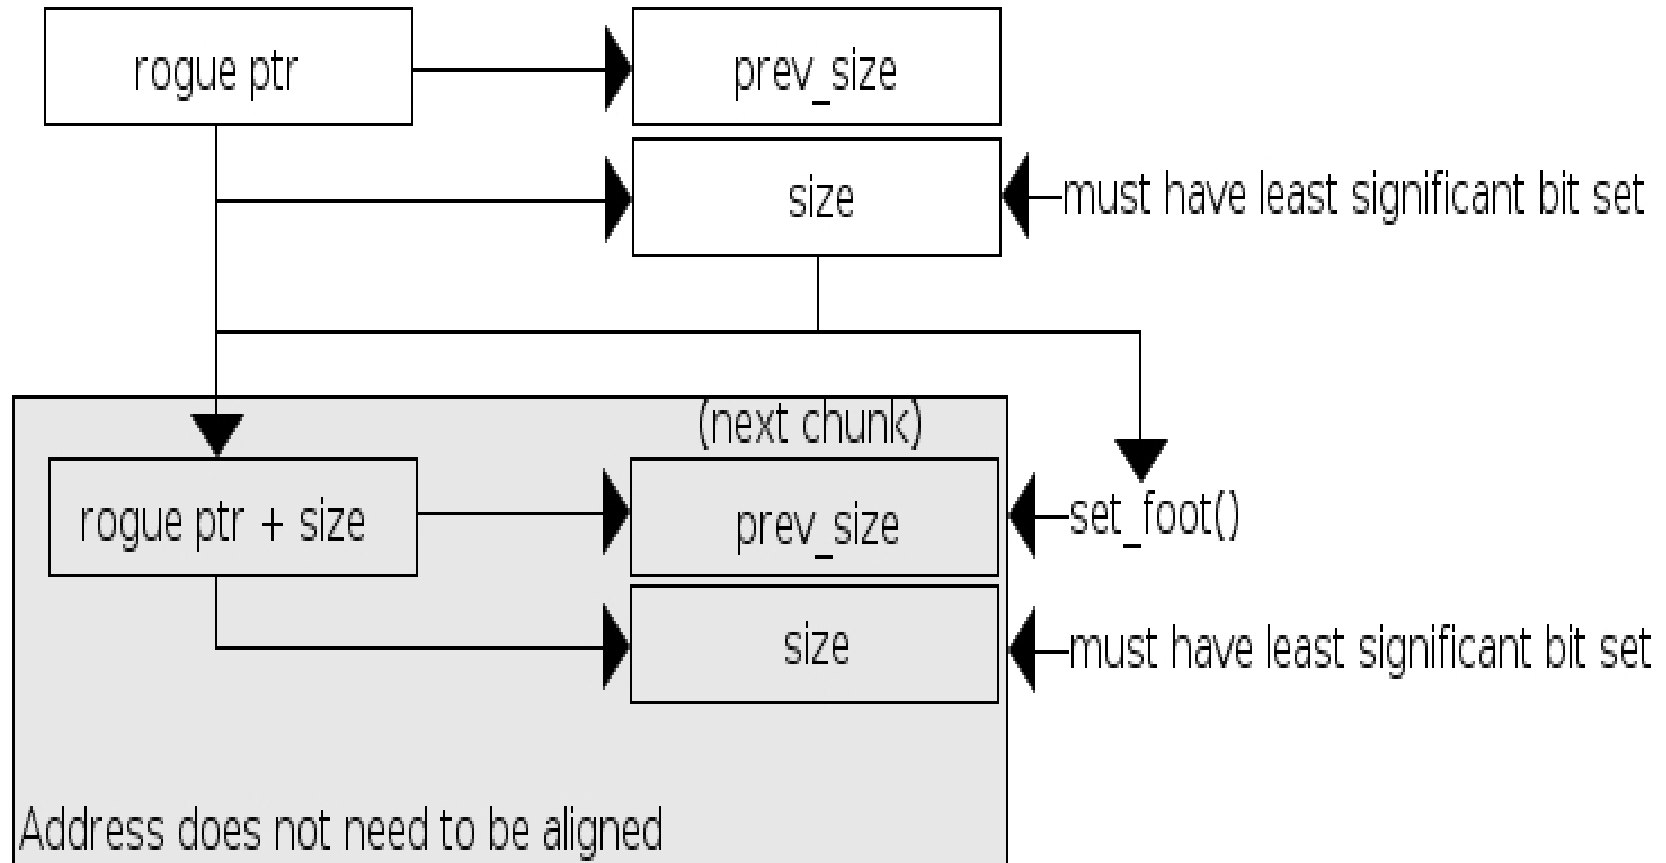 rogue ptr
prev_size
size
must have least significant bit set
(next chunk)
rogue ptr + size
prev_size
set_foot()
size
must have least significant bit set
Address does not need to be aligned